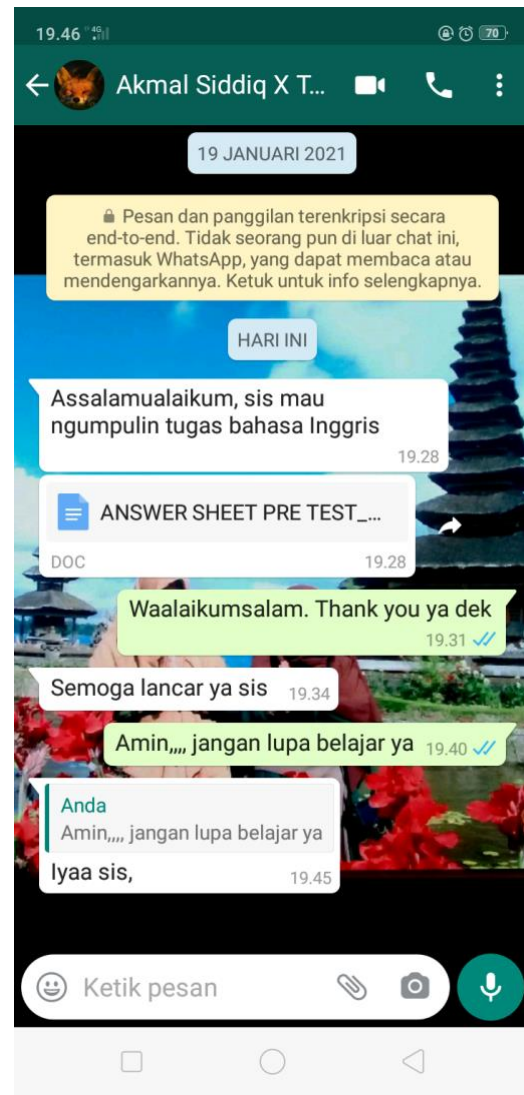 19.46 4G 70
Akmal Siddiq X T...
19 JANUARI 2021
Pesan dan panggilan terenkripsi secara
end-to-end. Tidak seorang pun di luar chat ini,
termasuk WhatsApp, yang dapat membaca atau
mendengarkannya. Ketuk untuk info selengkapnya.
HARI INI
Assalamualaikum, sis mau
ngumpulin tugas bahasa Inggris
19.28
ANSWER SHEET PRE TEST_...
DOC 19.28
Waalaikumsalam. Thank you ya dek
19.31
Semoga lancar ya sis 19.34
Amin,,,, jangan lupa belajar ya 19.40
Anda
Amin,,,, jangan lupa belajar ya
Iyaa sis, 19.45
Ketik pesan